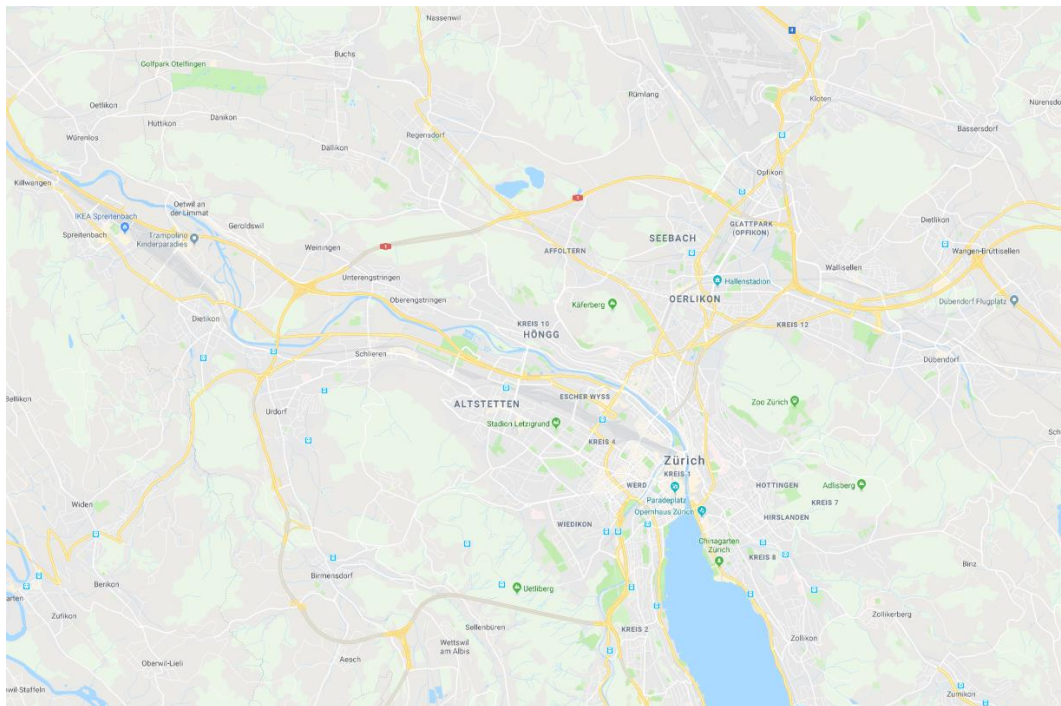 Nassenwil
Buchs
4
Golfpark Otelfingen
Oetlikon
Hüttikon
Dänikon
Rümlang
Kloten
Bassersdorf
Würenlos
Dällikon
Regensdorf
Opfikon
Killwangen
Oetwil an
der Limmat
1
IKEA Spreitenbach
Spreitenbach
Trampolino
Kinderparadies
Geroldswil
Weiningen
1
AFFOLTERN
SEEBACH
GLATTPARK
(OPFIKON)
Dietlikon
Wangen-Brüttisellen
Wallisellen
Unterengstringen
Oberengstringen
Hallenstadion
OERLIKON
Käferberg
Dübendorf Flugplatz
Dietikon
KREIS 10
HÖNGG
KREIS 12
Schlieren
Dübendorf
ESCHER WYSS
ALTSTETTEN
Zoo Zürich
Bellikon
Urdorf
Stadion Letzigrund
KREIS 4
Zürich
KREIS 1
WERD
HOTTINGEN
Adlisberg
KREIS 7
Paradeplatz
Opernhaus Zürich
HIRSLANDEN
Widen
WIEDIKON
Chinagarten
Zürich
KREIS 8
Binz
Berikon
Birmensdorf
Uetliberg
Zufikon
Zollikerberg
Sellenbüren
KREIS 2
Wettswil
am Albis
Zollikon
Oberwil-Lieli
Aesch
Zumikon